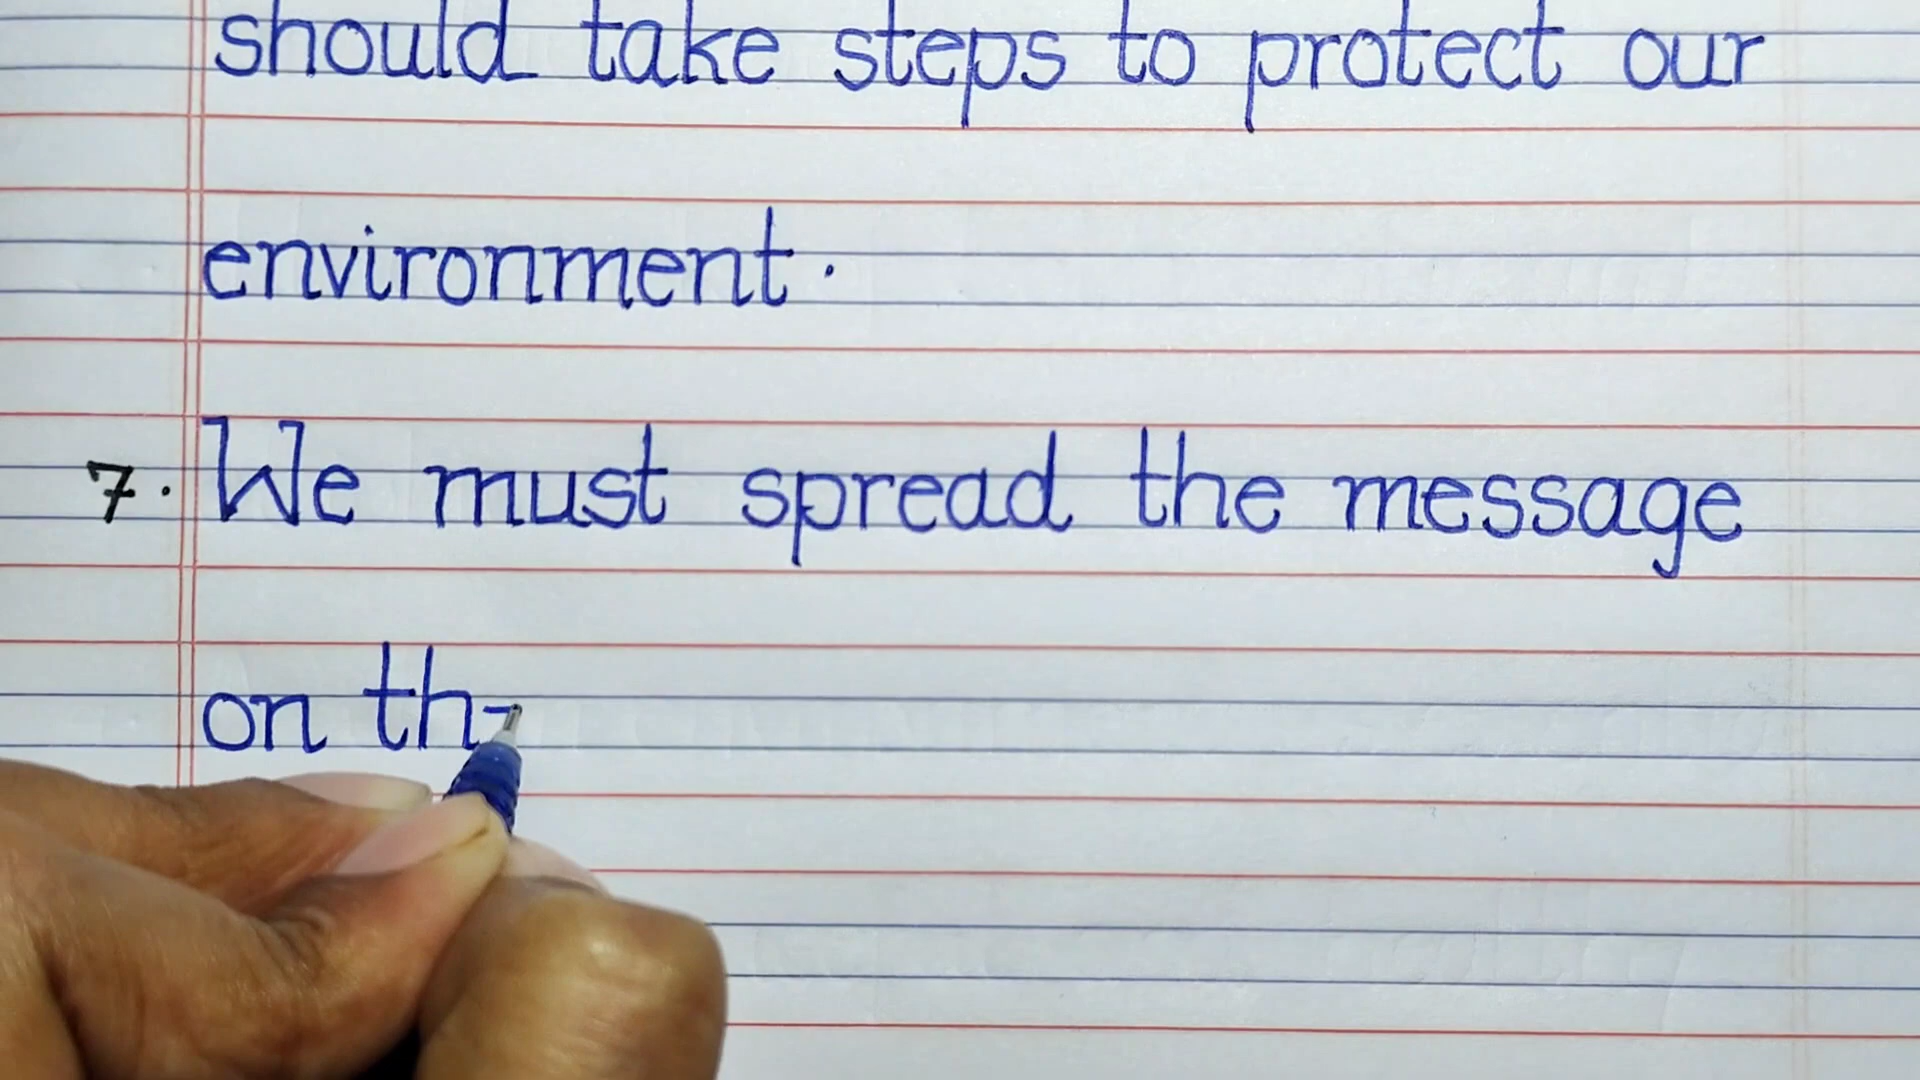 should take steps to protect our
environment.
7. We must spread the message
on th